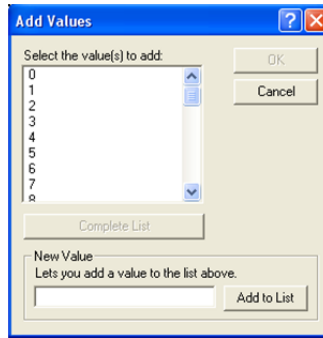 Add Values
Select the value(s) to add:
OK
0
1
2
3
4
5
6
7
8
Cancel
Complete List
New Value
Lets you add a value to the list above.
Add to List